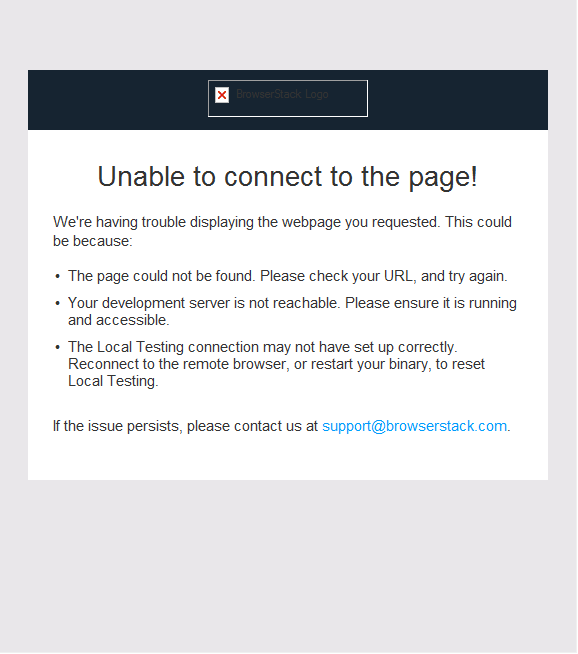 BrowserStack Logo
Unable to connect to the page!
We're having trouble displaying the webpage you requested. This could
be because:
• The page could not be found. Please check your URL, and try again.
• Your development server is not reachable. Please ensure it is running
and accessible.
• The Local Testing connection may not have set up correctly.
Reconnect to the remote browser, or restart your binary, to reset
Local Testing.
If the issue persists, please contact us at support@browserstack.com.